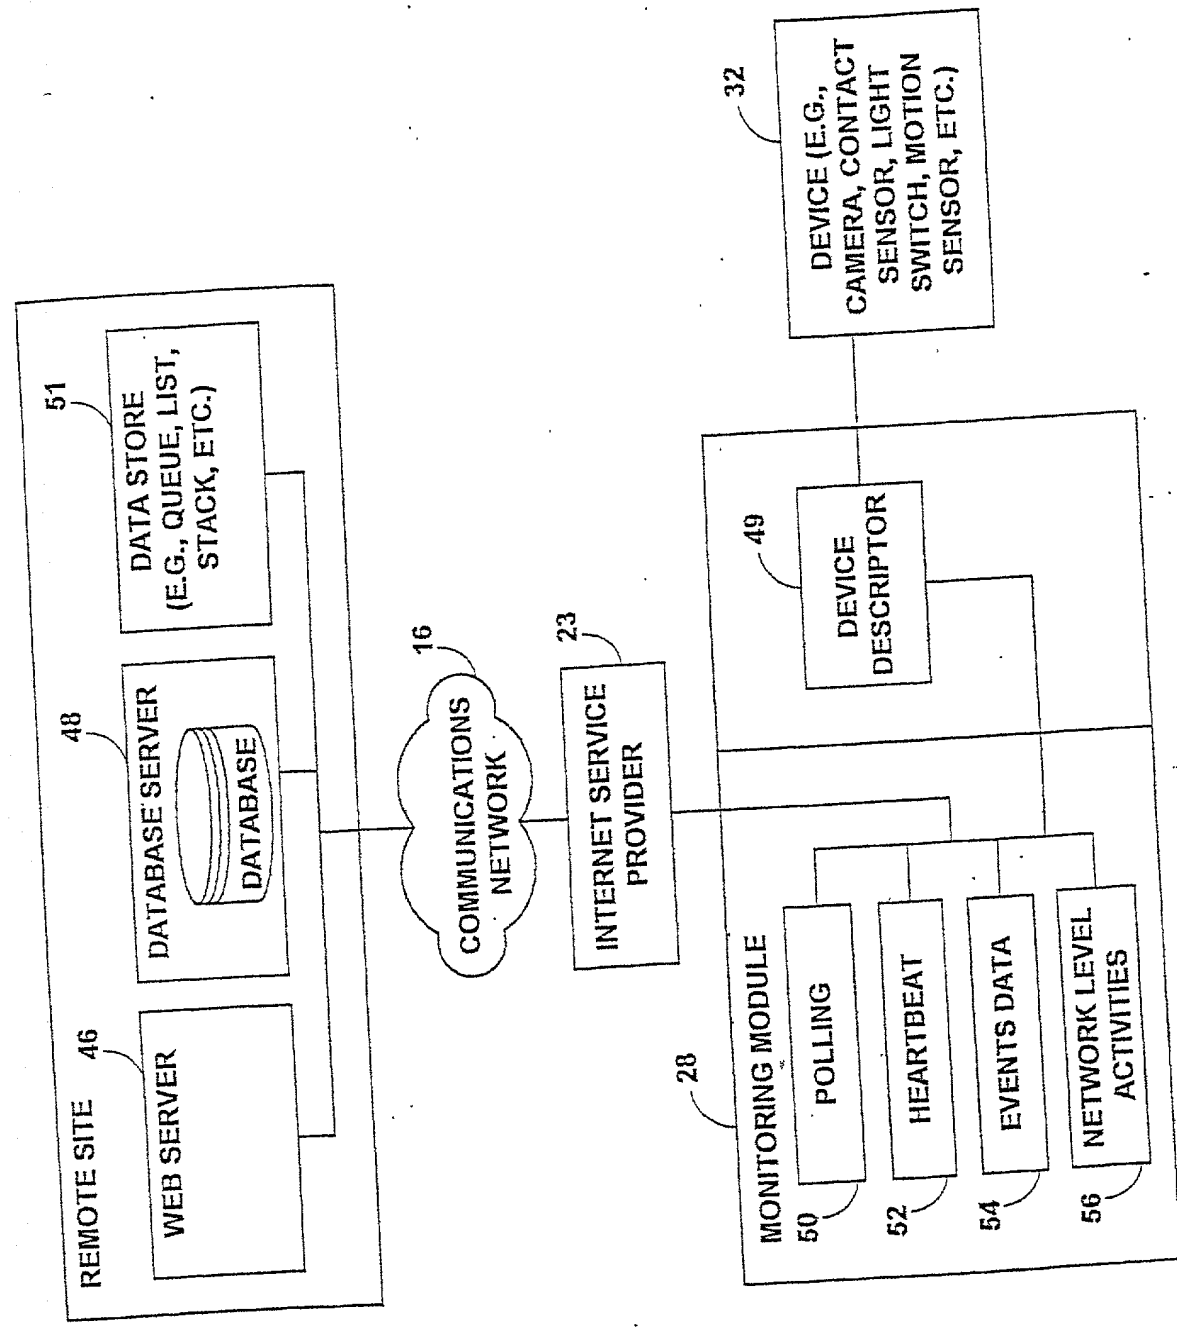 REMOTE SITE
46
WEB SERVER
48
DATABASE SERVER
DATABASE
51
DATA STORE
(E.G., QUEUE, LIST,
STACK, ETC.)
16
COMMUNICATIONS
NETWORK
23
INTERNET SERVICE
PROVIDER
28
MONITORING MODULE
50
POLLING
52
HEARTBEAT
54
EVENTS DATA
56
NETWORK LEVEL
ACTIVITIES
49
DEVICE
DESCRIPTOR
32
DEVICE (E.G.,
CAMERA, CONTACT
SENSOR, LIGHT
SWITCH, MOTION
SENSOR, ETC.)